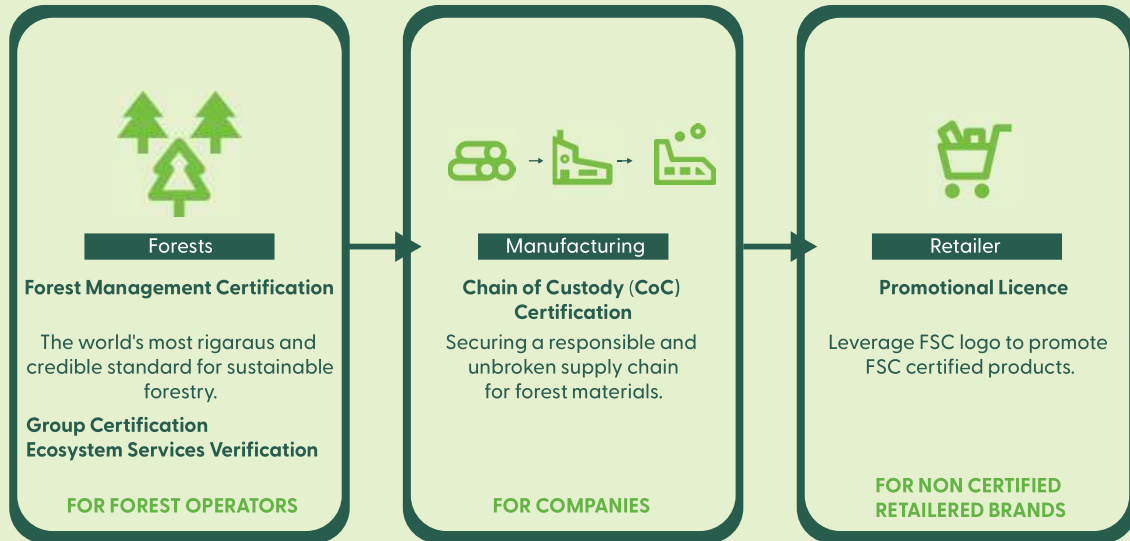 Forests
Forest Management Certification
The world's most rigaraus and
credible standard for sustainable
forestry.
Group Certification
Ecosystem Services Verification
FOR FOREST OPERATORS
Manufacturing
Chain of Custody (CoC)
Certification
Securing a responsible and
unbroken supply chain
for forest materials.
FOR COMPANIES
Retailer
Promotional Licence
Leverage FSC logo to promote
FSC certified products.
FOR NON CERTIFIED
RETAILERED BRANDS